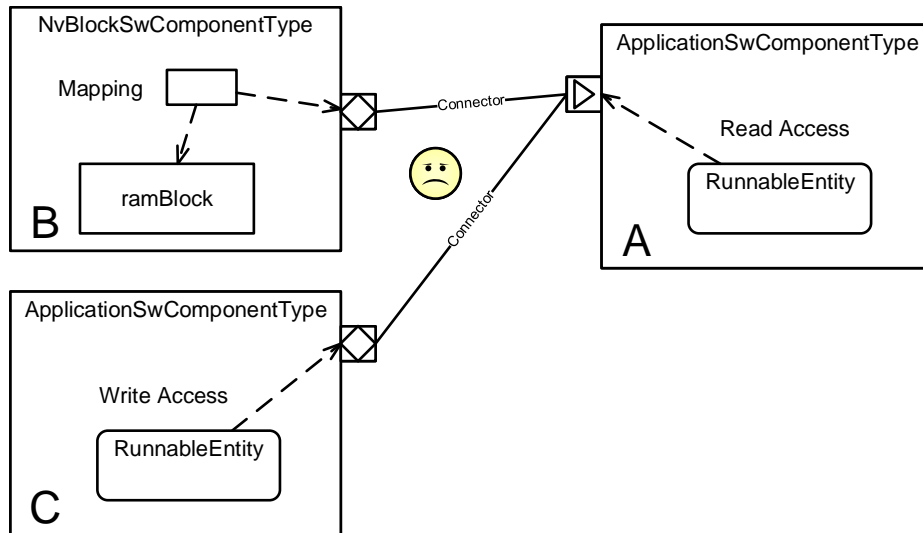 NvBlockSwComponentType
Mapping
ramBlock
B
Connector
Connector
ApplicationSwComponentType
Read Access
RunnableEntity
A
ApplicationSwComponentType
Write Access
RunnableEntity
C